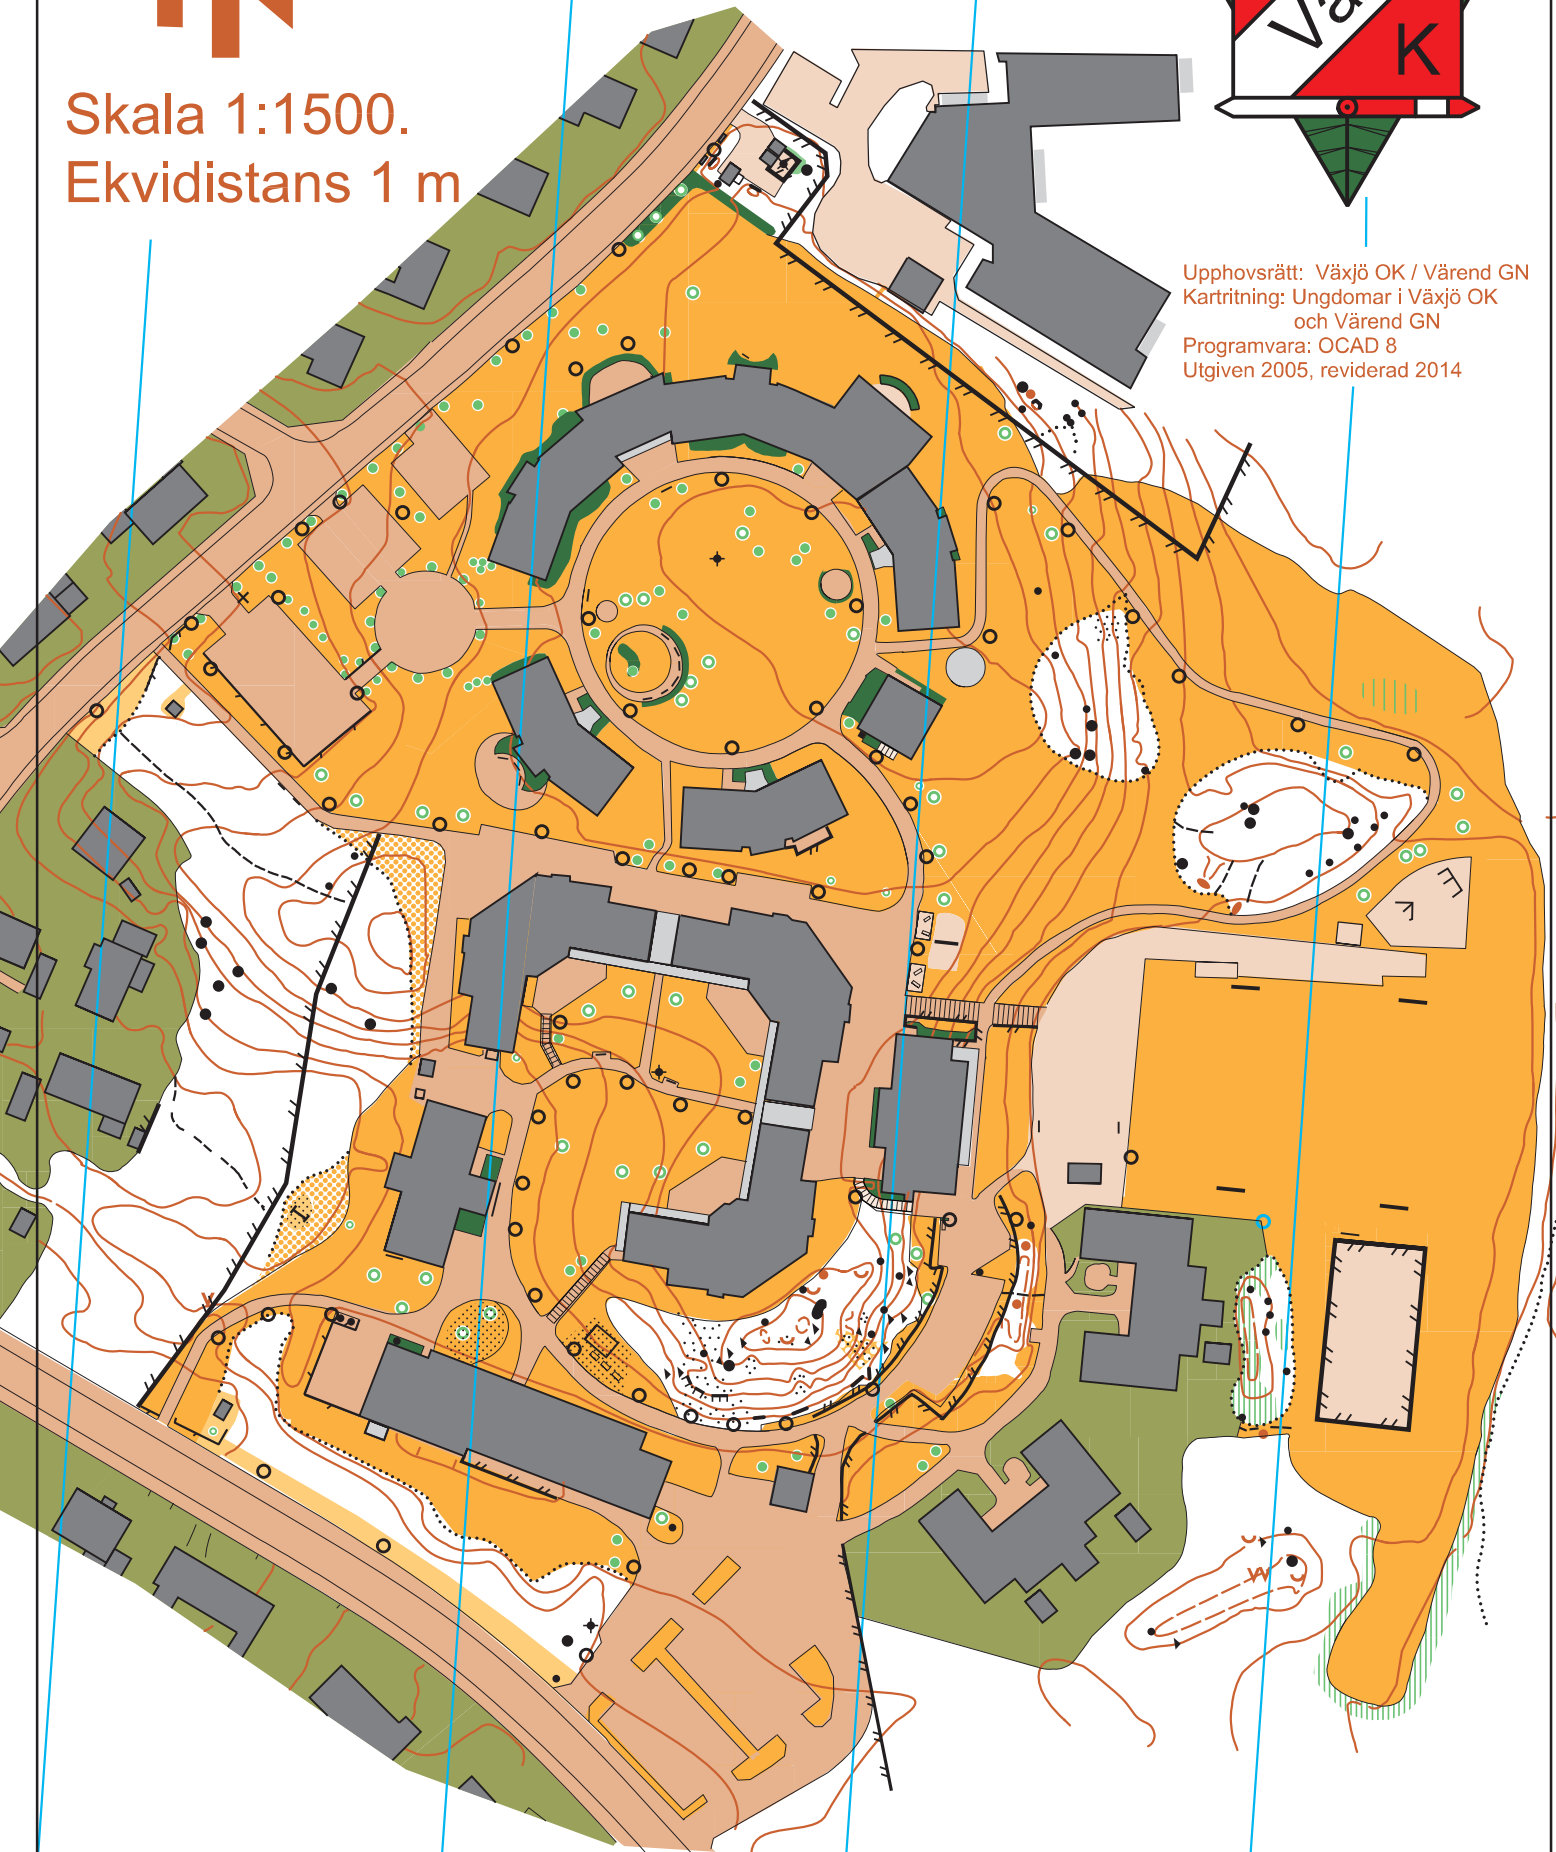 Skala 1:1500.
Ekvidistans 1 m
Vä
K
Upphovsrätt: Växjö OK / Värend GN
Kartritning: Ungdomar i Växjö OK
och Värend GN
Programvara: OCAD 8
Utgiven 2005, reviderad 2014